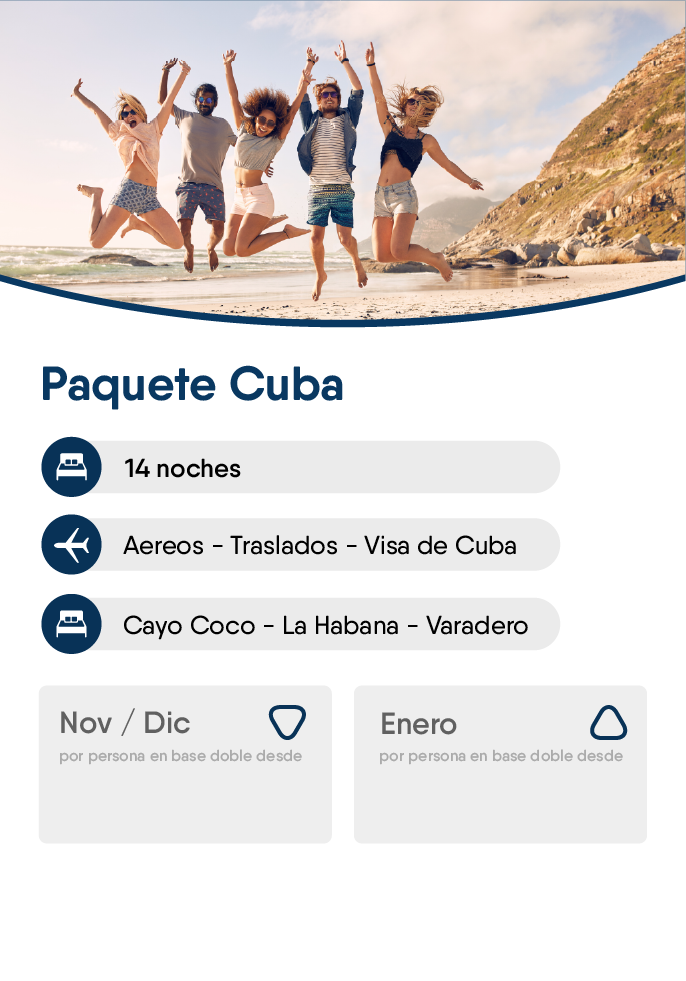 Paquete Cuba
14 noches
Aereos - Traslados - Visa de Cuba
Cayo Coco - La Habana - Varadero
Nov / Dic
por persona en base doble desde
Enero
por persona en base doble desde